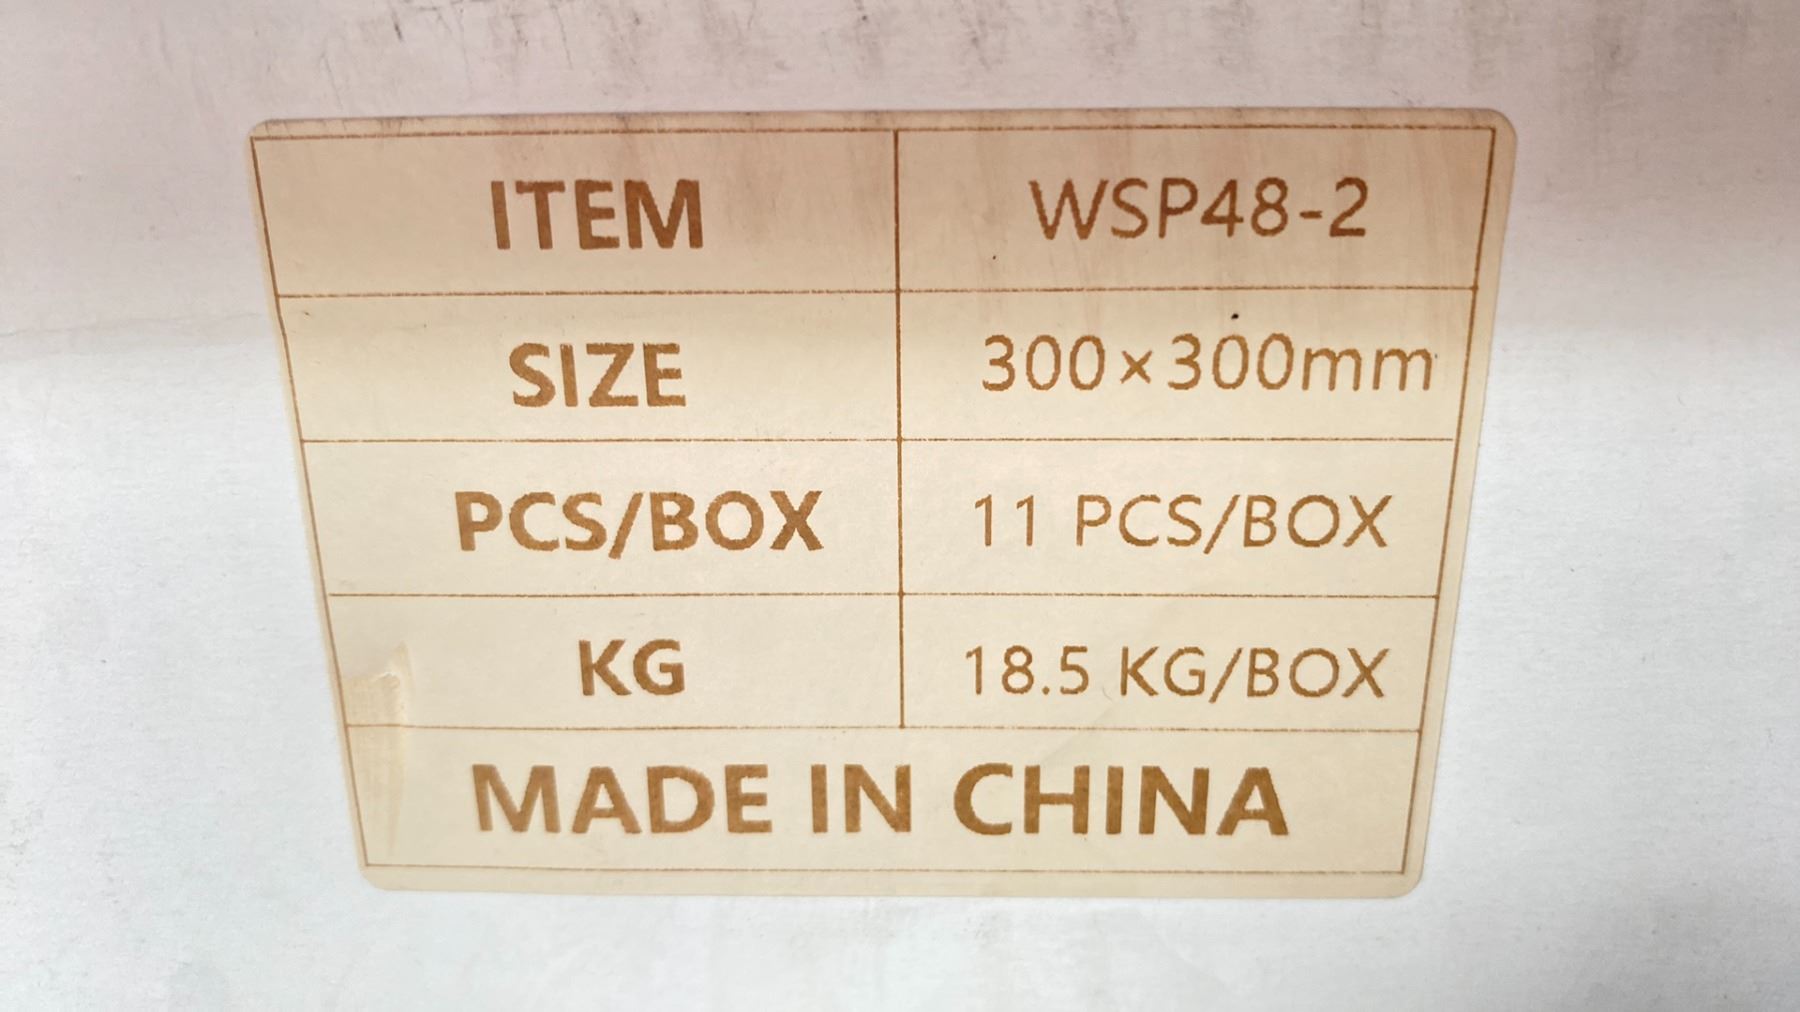 ITEM WSP48-2
SIZE 300×300mm
PCS/BOX 11 PCS/BOX
KG 18.5 KG/BOX
MADE IN CHINA